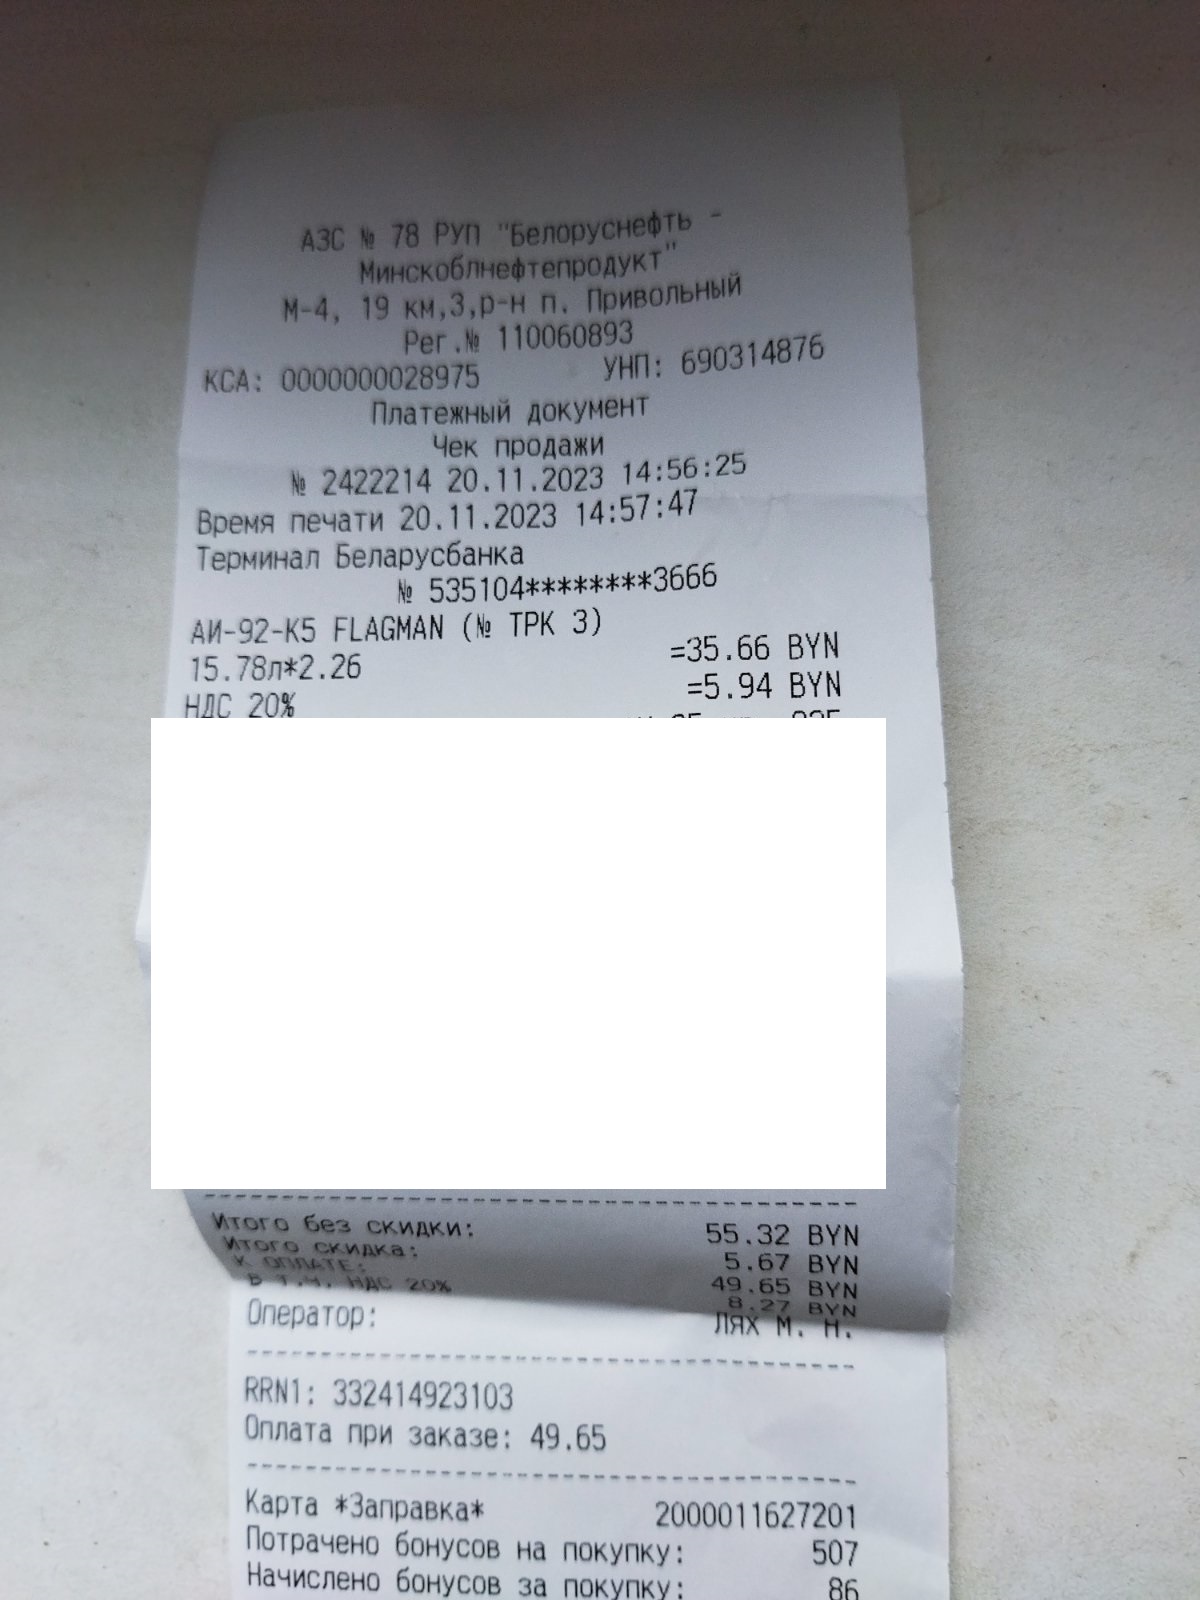 АЗС № 78 РУП "Белоруснефть -
Минскоблнефтепродукт"
М-4, 19 км,3,р-н п. Привольный
Рег.№ 110060893
КСА: 0000000028975 УНП: 690314876
Платежный документ
Чек продажи
№ 2422214 20.11.2023 14:56:25
Время печати 20.11.2023 14:57:47
Терминал Беларусбанка
№ 535104********3666
АИ-92-К5 FLAGMAN (№ ТРК 3)
15.78л*2.26 =35.66 BYN
НДС 20% =5.94 BYN
Итого без скидки: 55.32 BYN
Итого скидка: 5.67 BYN
К ОПЛАТЕ: 49.65 BYN
В т.ч. НДС 20% 8.27 BYN
Оператор: ЛЯХ М. Н.
RRN1: 332414923103
Оплата при заказе: 49.65
Карта *Заправка* 2000011627201
Потрачено бонусов на покупку: 507
Начислено бонусов за покупку: 86